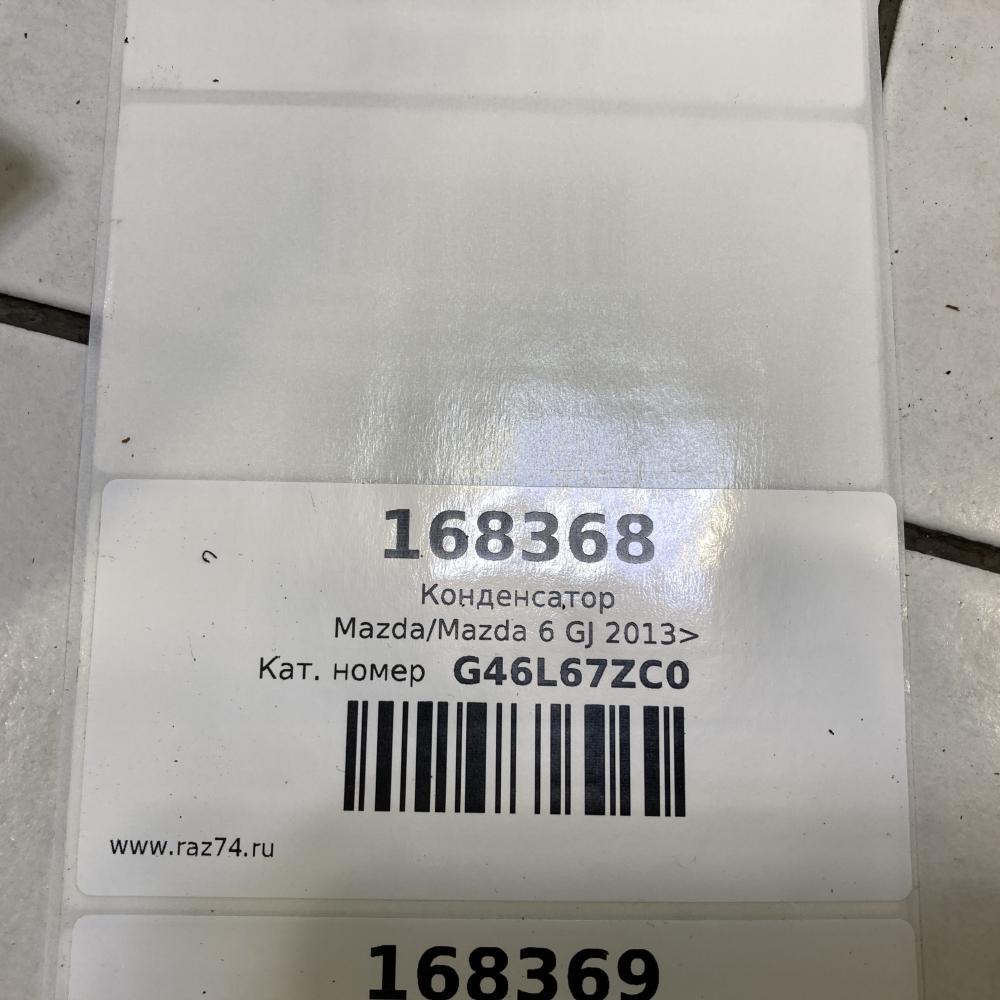 168368
Конденсатор
Mazda/Mazda 6 GJ 2013>
Кат. номер G46L67ZC0
www.raz74.ru
168369